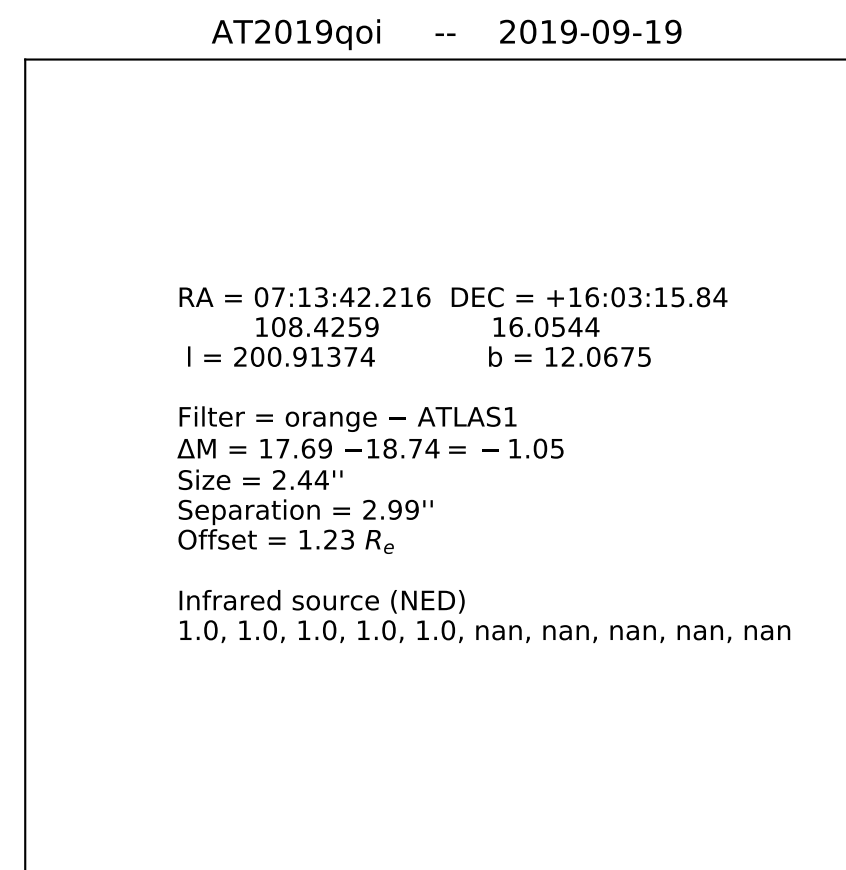 AT2019qoi -- 2019-09-19
RA = 07:13:42.216 DEC = +16:03:15.84
108.4259 16.0544
l = 200.91374 b = 12.0675
Filter = orange − ATLAS1
ΔM = 17.69 −18.74 = − 1.05
Size = 2.44''
Separation = 2.99''
Offset = 1.23 Re
Infrared source (NED)
1.0, 1.0, 1.0, 1.0, 1.0, nan, nan, nan, nan, nan